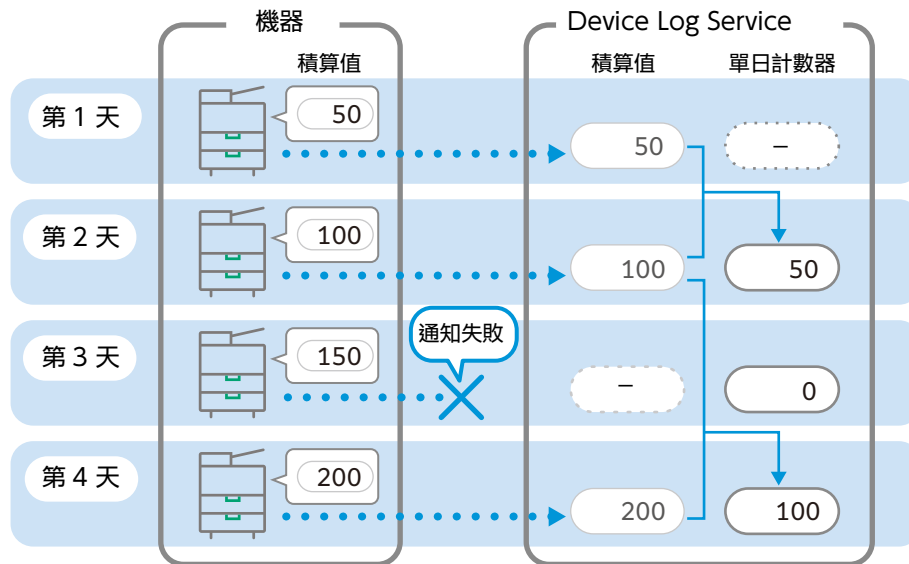 機器
Device Log Service
積算值
積算值
單日計數器
第 1 天
50
50
–
第 2 天
100
100
50
通知失敗
第 3 天
150
–
0
第 4 天
200
200
100